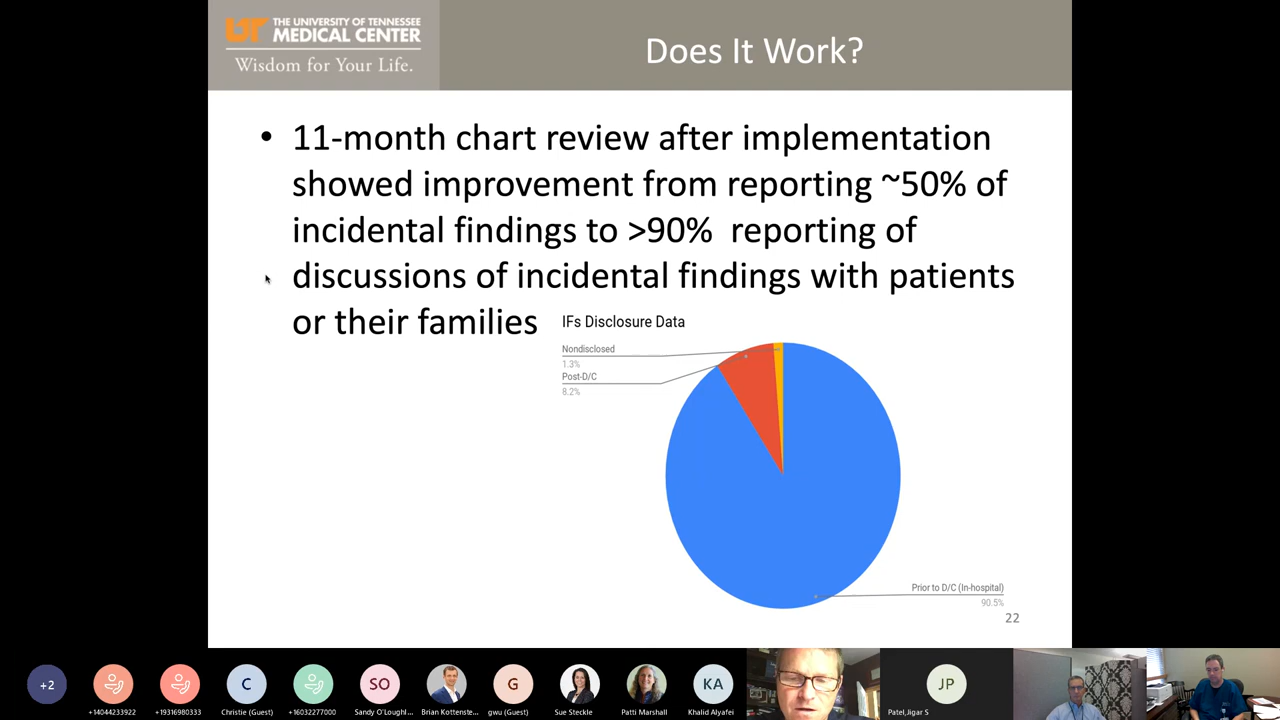 UT THE UNIVERSITY OF TENNESSEE
MEDICAL CENTER
Wisdom for Your Life.
Does It Work?
• 11-month chart review after implementation
showed improvement from reporting ~50% of
incidental findings to >90% reporting of
discussions of incidental findings with patients
or their families
IFs Disclosure Data
Nondisclosed
1.3%
Post-D/C
8.2%
Prior to D/C (In-hospital)
90.5%
22
+2
C
SO
G
KA
JP
+14044233922
+19316980333
Christie (Guest)
+16032277000
Sandy O'Loughl...
Brian Kottenste...
gwu (Guest)
Sue Steckle
Patti Marshall
Khalid Alyafei
Patel,Jigar S